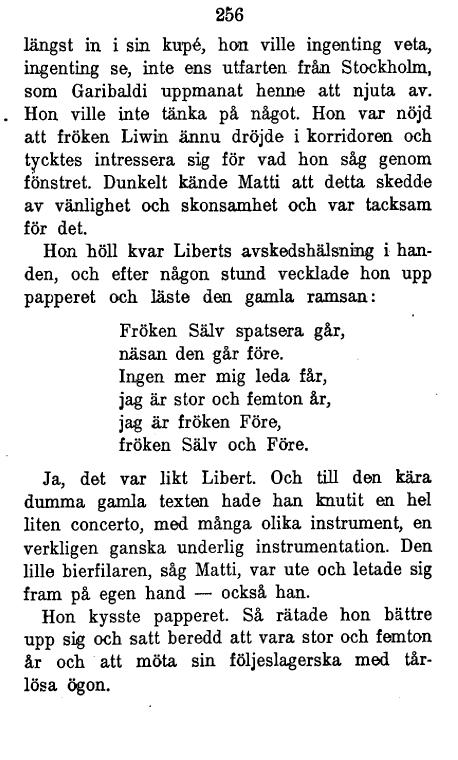 256
längst in i sin kupé, hon ville ingenting veta,
ingenting se, inte ens utfarten från Stockholm,
som Garibaldi uppmanat henne att njuta av.
Hon ville inte tänka på något. Hon var nöjd
att fröken Liwin ännu dröjde i korridoren och
tycktes intressera sig för vad hon såg genom
fönstret. Dunkelt kände Matti att detta skedde
av vänlighet och skonsamhet och var tacksam
för det.
Hon höll kvar Liberts avskedshälsning i han-
den, och efter någon stund vecklade hon upp
papperet och läste den gamla ramsan:
Fröken Sälv spatsera går,
näsan den går före.
Ingen mer mig leda får,
jag är stor och femton år,
jag är fröken Före,
fröken Sälv och Före.
Ja, det var likt Libert. Och till den kära
dumma gamla texten hade han knutit en hel
liten concerto, med många olika instrument, en
verkligen ganska underlig instrumentation. Den
lille bierfilaren, såg Matti, var ute och letade sig
fram på egen hand — också han.
Hon kysste papperet. Så rätade hon bättre
upp sig och satt beredd att vara stor och femton
år och att möta sin följeslagerska med tår-
lösa ögon.